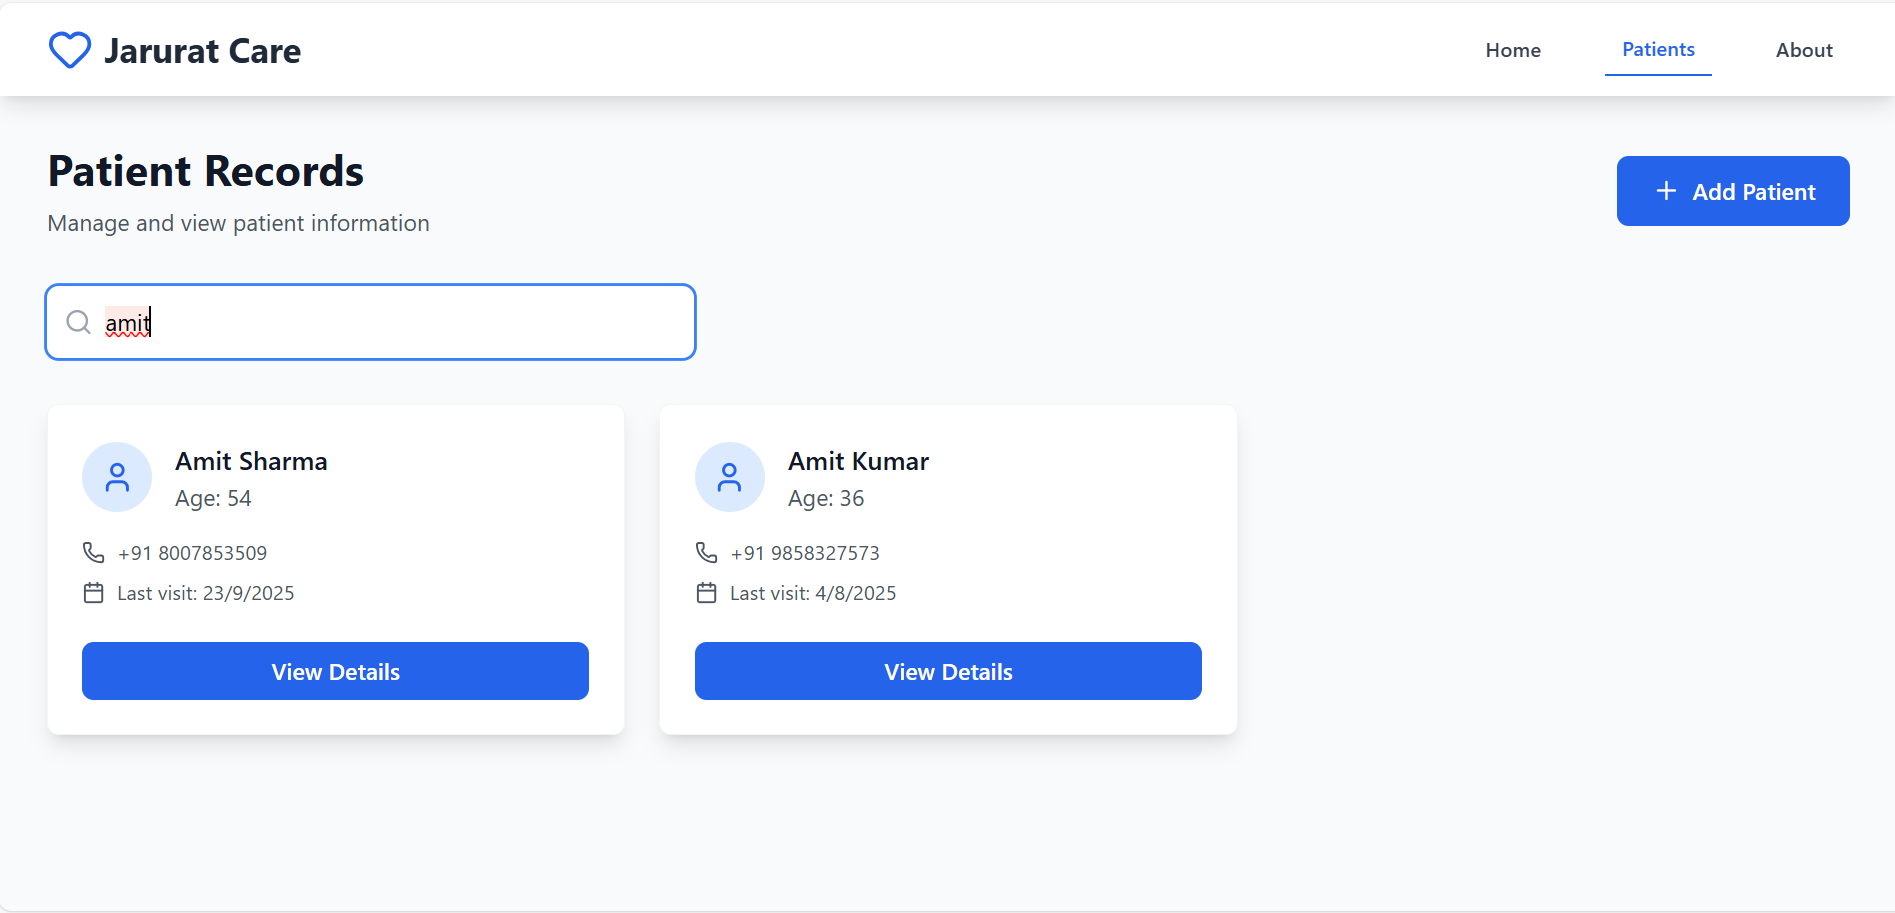 Jarurat Care
Home Patients About
Patient Records
Manage and view patient information
+ Add Patient
amit
Amit Sharma
Age: 54
+91 8007853509
Last visit: 23/9/2025
View Details
Amit Kumar
Age: 36
+91 9858327573
Last visit: 4/8/2025
View Details